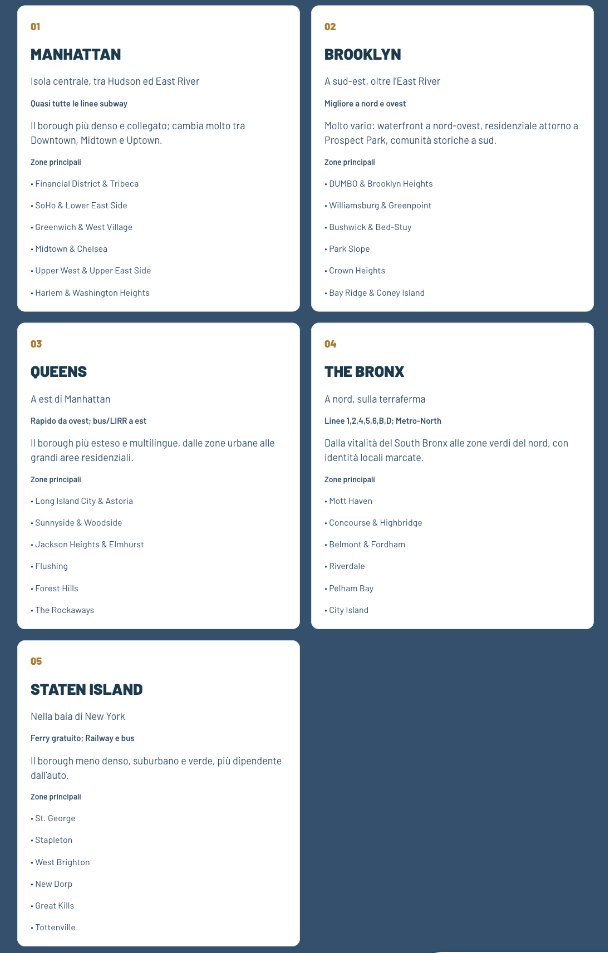 01
MANHATTAN
Isola centrale, tra Hudson ed East River
Quasi tutte le linee subway
Il borough più denso e collegato; cambia molto tra
Downtown, Midtown e Uptown.
Zone principali
• Financial District & Tribeca
• SoHo & Lower East Side
• Greenwich & West Village
• Midtown & Chelsea
• Upper West & Upper East Side
• Harlem & Washington Heights
02
BROOKLYN
A sud-est, oltre l'East River
Migliore a nord e ovest
Molto vario: waterfront a nord-ovest, residenziale attorno a
Prospect Park, comunità storiche a sud.
Zone principali
• DUMBO & Brooklyn Heights
• Williamsburg & Greenpoint
• Bushwick & Bed-Stuy
• Park Slope
• Crown Heights
• Bay Ridge & Coney Island
03
QUEENS
A est di Manhattan
Rapido da ovest; bus/LIRR a est
Il borough più esteso e multilingue, dalle zone urbane alle
grandi aree residenziali.
Zone principali
• Long Island City & Astoria
• Sunnyside & Woodside
• Jackson Heights & Elmhurst
• Flushing
• Forest Hills
• The Rockaways
04
THE BRONX
A nord, sulla terraferma
Linee 1,2,4,5,6,B,D; Metro-North
Dalla vitalità del South Bronx alle zone verdi del nord, con
identità locali marcate.
Zone principali
• Mott Haven
• Concourse & Highbridge
• Belmont & Fordham
• Riverdale
• Pelham Bay
• City Island
05
STATEN ISLAND
Nella baia di New York
Ferry gratuito; Railway e bus
Il borough meno denso, suburbano e verde, più dipendente
dall'auto.
Zone principali
• St. George
• Stapleton
• West Brighton
• New Dorp
• Great Kills
• Tottenville